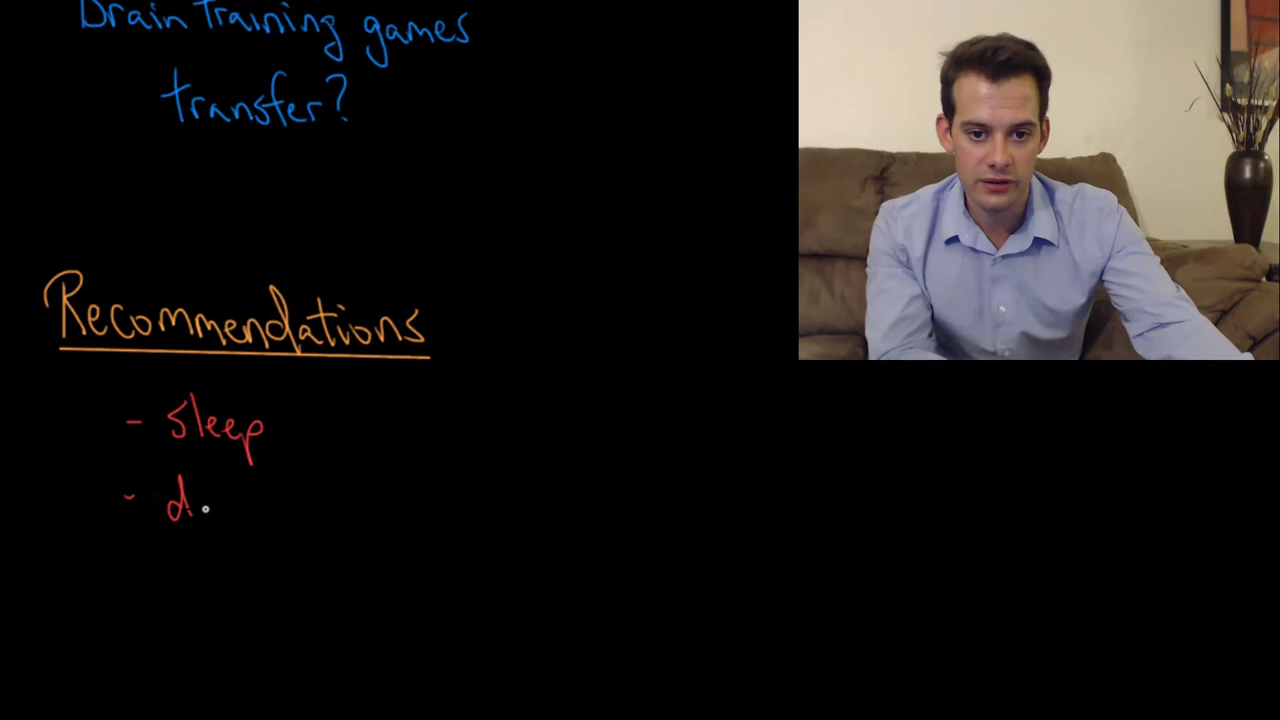 Brain Training games
transfer?
Recommendations
- Sleep
- d